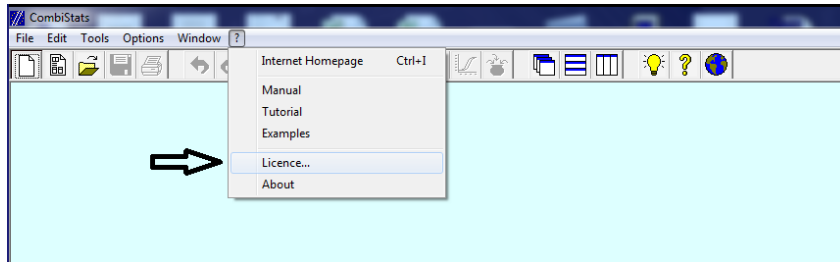 CombiStats
File Edit Tools Options Window ?
Internet Homepage Ctrl+I
Manual
Tutorial
Examples
Licence...
About